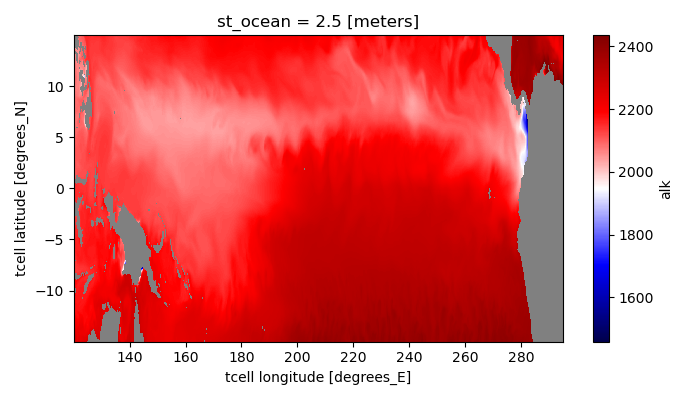 st_ocean = 2.5 [meters]
10
5
0
−5
−10
tcell latitude [degrees_N]
140 160 180 200 220 240 260 280
tcell longitude [degrees_E]
2400
2200
2000
1800
1600
alk